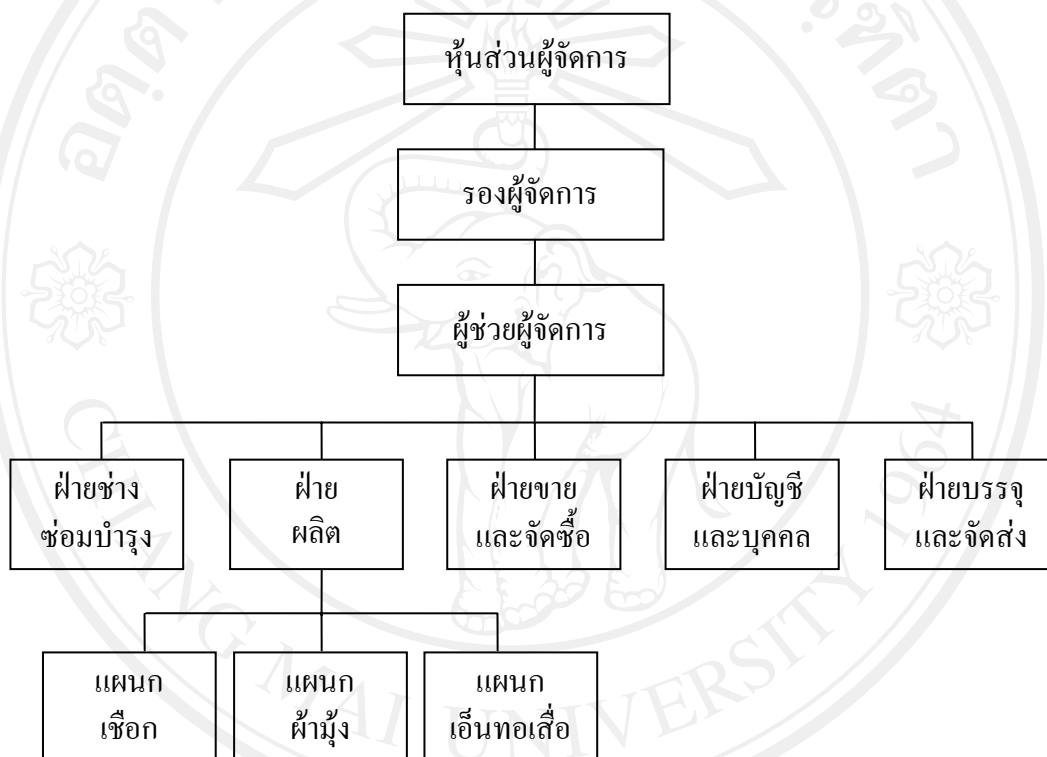 หุ้นส่วนผู้จัดการ
รองผู้จัดการ
ผู้ช่วยผู้จัดการ
ฝ่ายช่าง
ซ่อมบำรุง
ฝ่าย
ผลิต
ฝ่ายขาย
และจัดซื้อ
ฝ่ายบัญชี
และบุคคล
ฝ่ายบรรจุ
และจัดส่ง
แผนก
เชือก
แผนก
ผ้ามุ้ง
แผนก
เอ็นทอเสื่อ
CHIANG MAI UNIVERSITY 1964